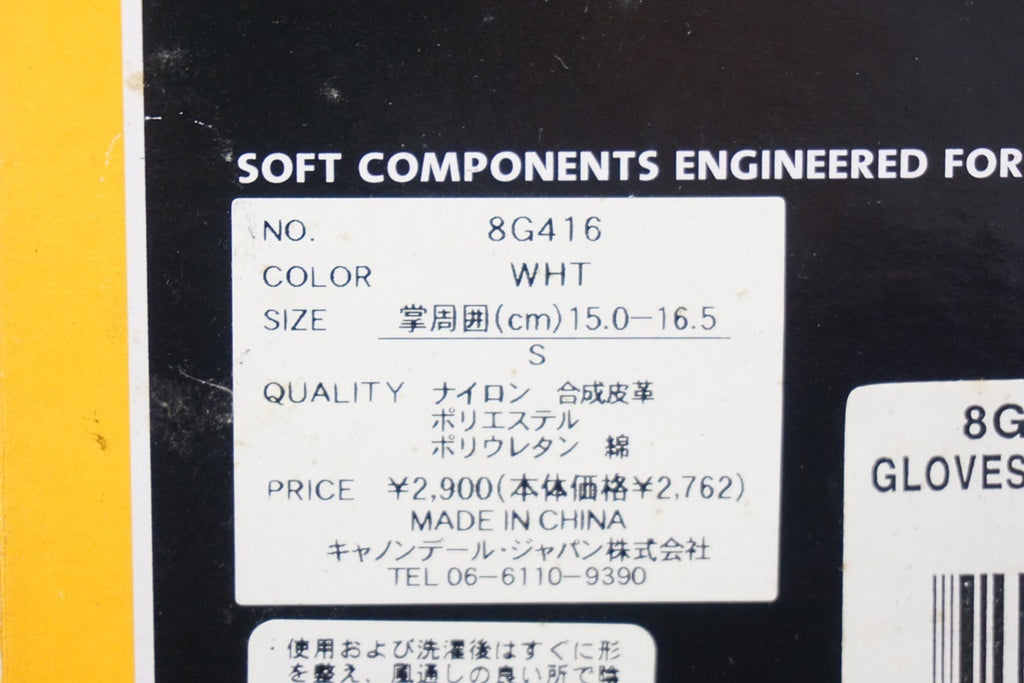 SOFT COMPONENTS ENGINEERED FOR
NO. 8G416
COLOR WHT
SIZE 掌周囲(cm)15.0−16.5
S
QUALITY ナイロン 合成皮革
ポリエステル
ポリウレタン 綿
PRICE ¥2,900(本体価格¥2,762)
MADE IN CHINA
キャノンデール・ジャパン株式会社
TEL 06−6110−9390
8G
GLOVES
・使用および洗濯後はすぐに形
を整え、風通しの良い所で陰